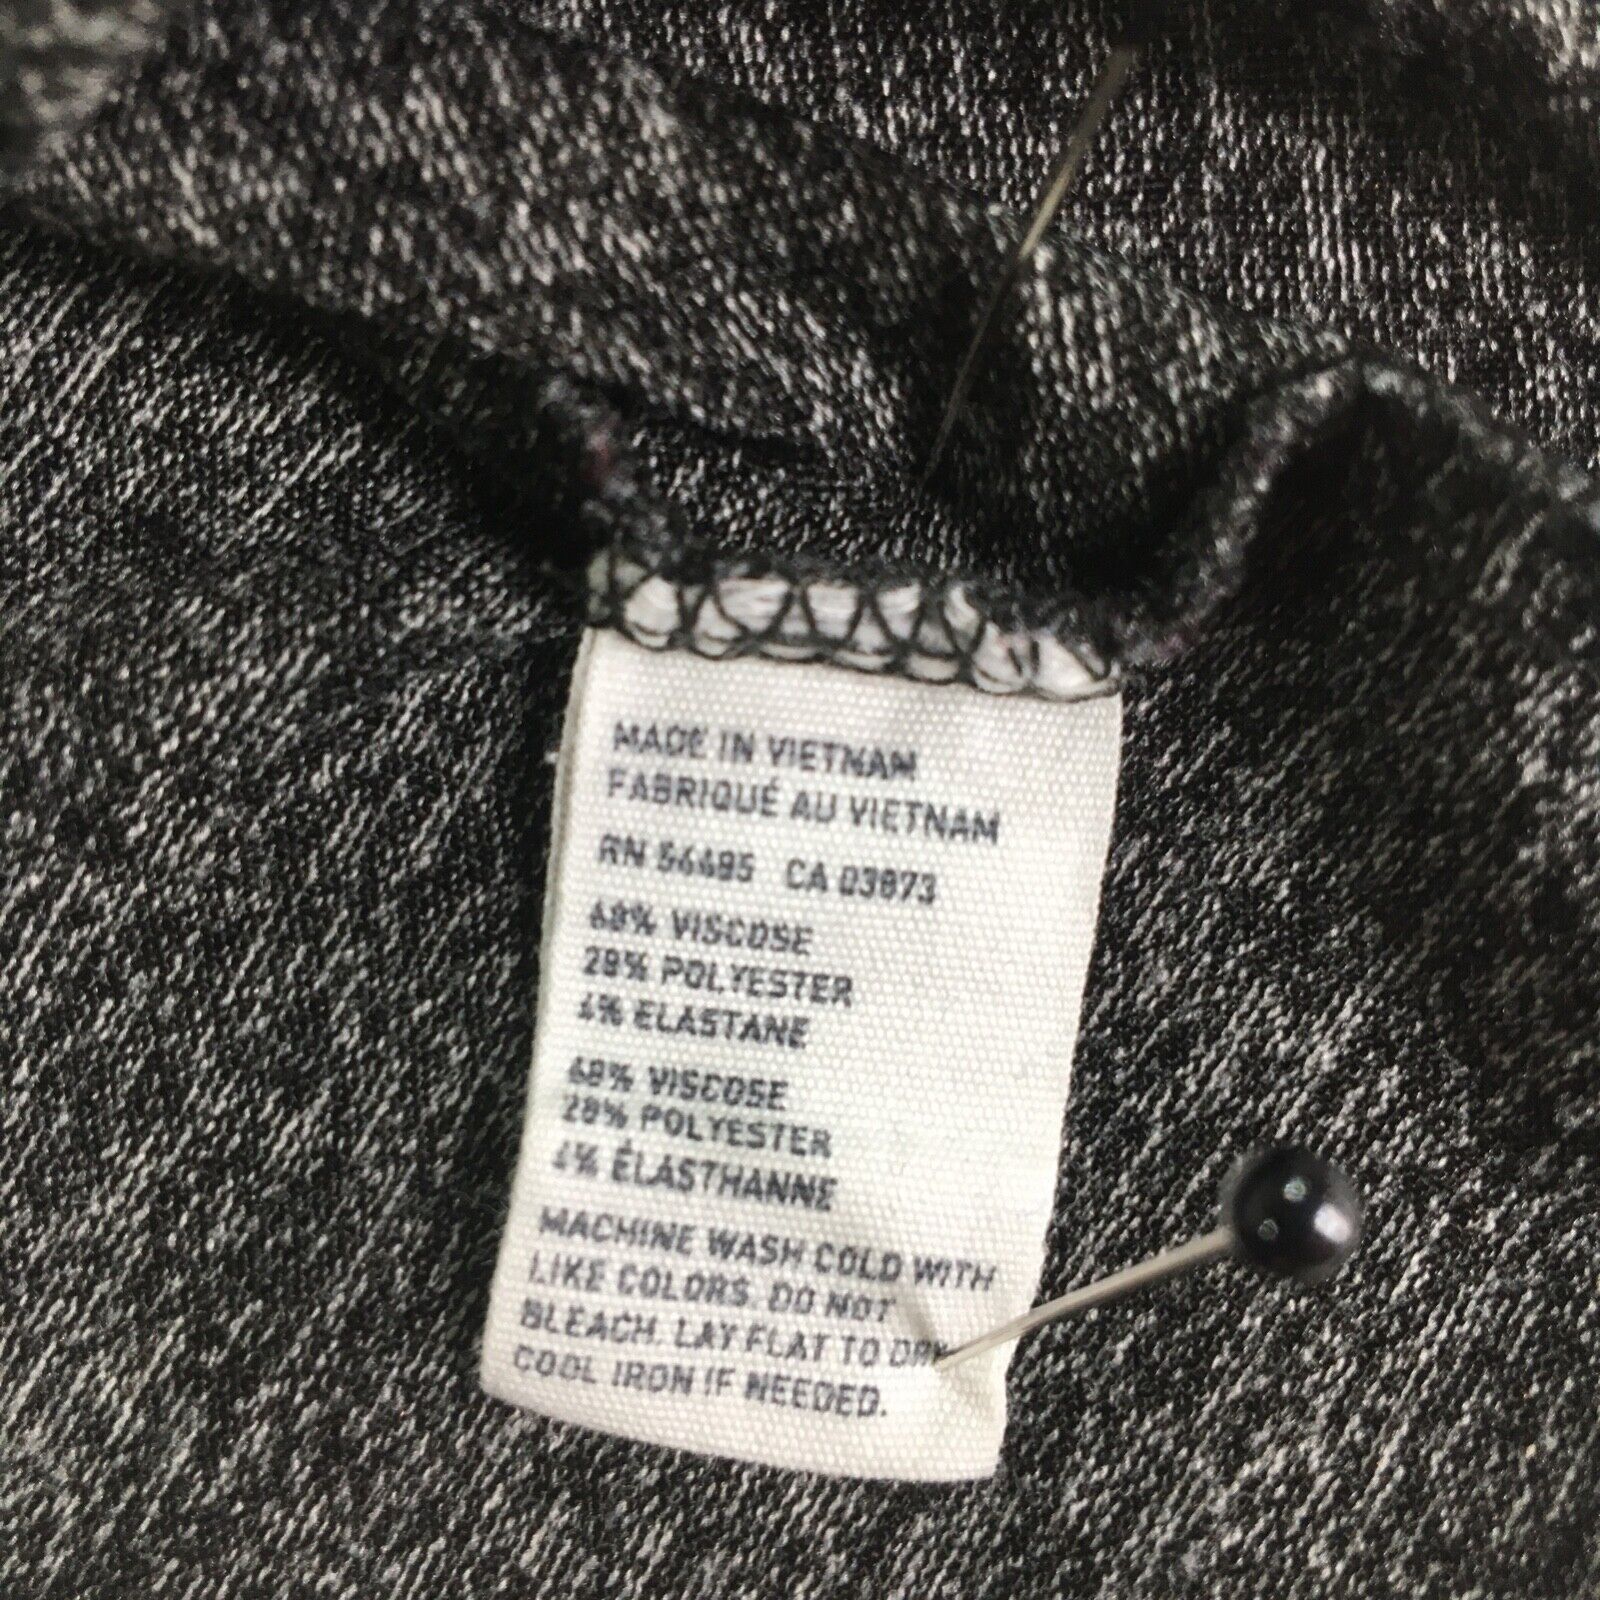 MADE IN VIETNAM
FABRIQUÉ AU VIETNAM
RN 54485 CA 03873
68% VISCOSE
28% POLYESTER
4% ELASTANE
68% VISCOSE
28% POLYESTER
4% ÉLASTHANNE
MACHINE WASH COLD WITH
LIKE COLORS. DO NOT
BLEACH. LAY FLAT TO DRY.
COOL IRON IF NEEDED.